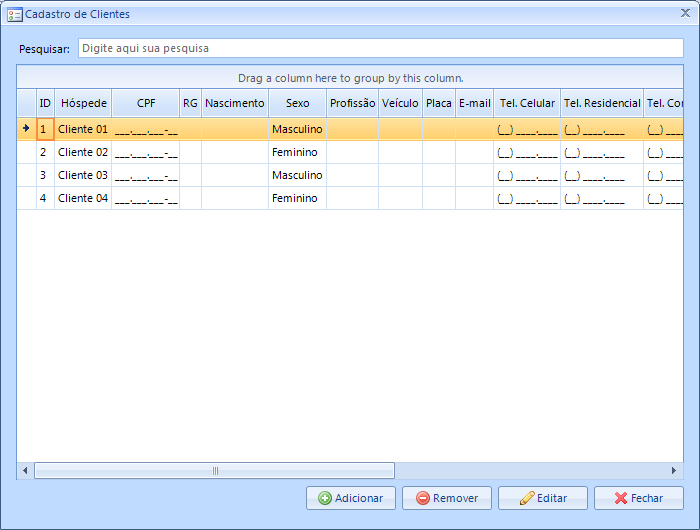 Cadastro de Clientes
Pesquisar: Digite aqui sua pesquisa
Drag a column here to group by this column.
ID Hóspede CPF RG Nascimento Sexo Profissão Veículo Placa E-mail Tel. Celular Tel. Residencial Tel. Cor
1 Cliente 01 ___.___.___-__ Masculino (__) ____.____ (__) ____.____ (__) ____
2 Cliente 02 ___.___.___-__ Feminino (__) ____.____ (__) ____.____ (__) ____
3 Cliente 03 ___.___.___-__ Masculino (__) ____.____ (__) ____.____ (__) ____
4 Cliente 04 ___.___.___-__ Feminino (__) ____.____ (__) ____.____ (__) ____
Adicionar Remover Editar Fechar